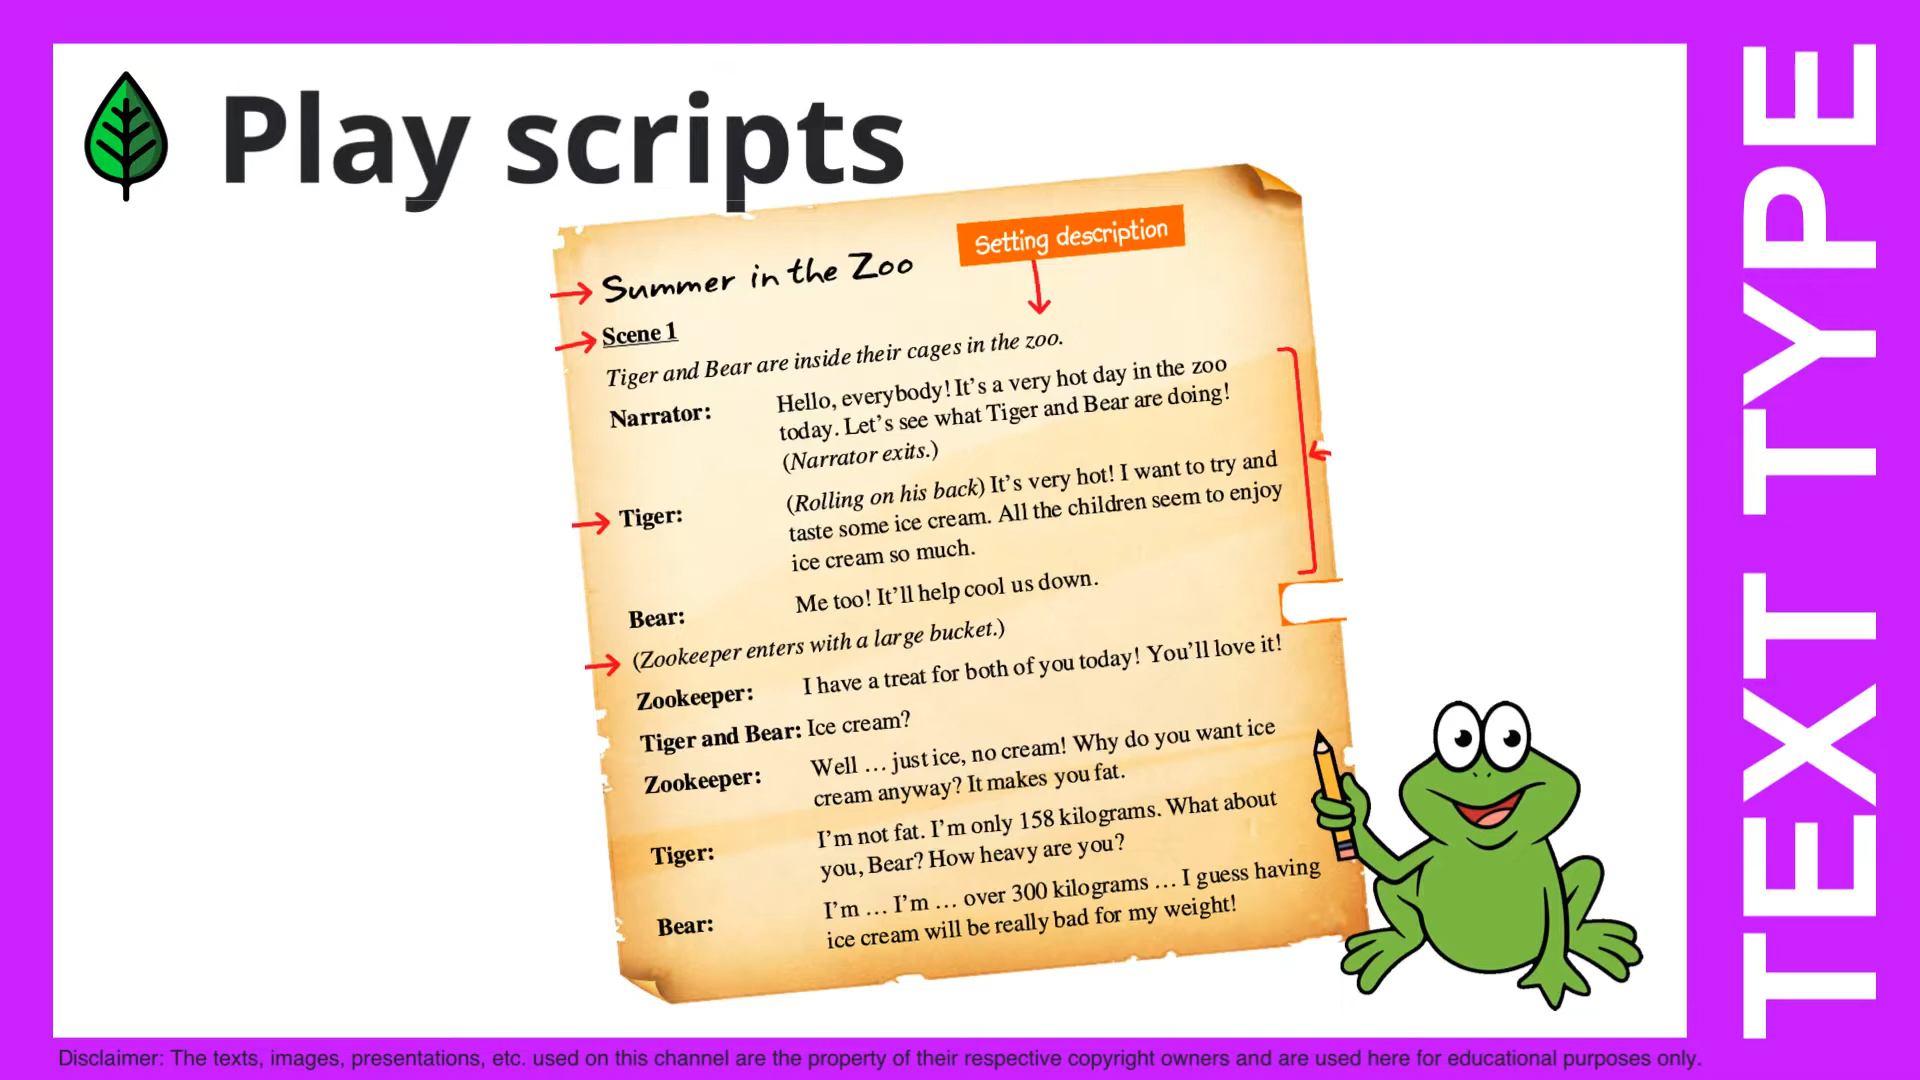 Play scripts
Setting description
Summer in the Zoo
Scene 1
Tiger and Bear are inside their cages in the zoo.
Narrator: Hello, everybody! It's a very hot day in the zoo
today. Let's see what Tiger and Bear are doing!
(Narrator exits.)
Tiger: (Rolling on his back) It's very hot! I want to try and
taste some ice cream. All the children seem to enjoy
ice cream so much.
Bear: Me too! It'll help cool us down.
(Zookeeper enters with a large bucket.)
Zookeeper: I have a treat for both of you today! You'll love it!
Tiger and Bear: Ice cream?
Zookeeper: Well … just ice, no cream! Why do you want ice
cream anyway? It makes you fat.
Tiger: I'm not fat. I'm only 158 kilograms. What about
you, Bear? How heavy are you?
Bear: I'm … I'm … over 300 kilograms … I guess having
ice cream will be really bad for my weight!
TEXT TYPE
Disclaimer: The texts, images, presentations, etc. used on this channel are the property of their respective copyright owners and are used here for educational purposes only.